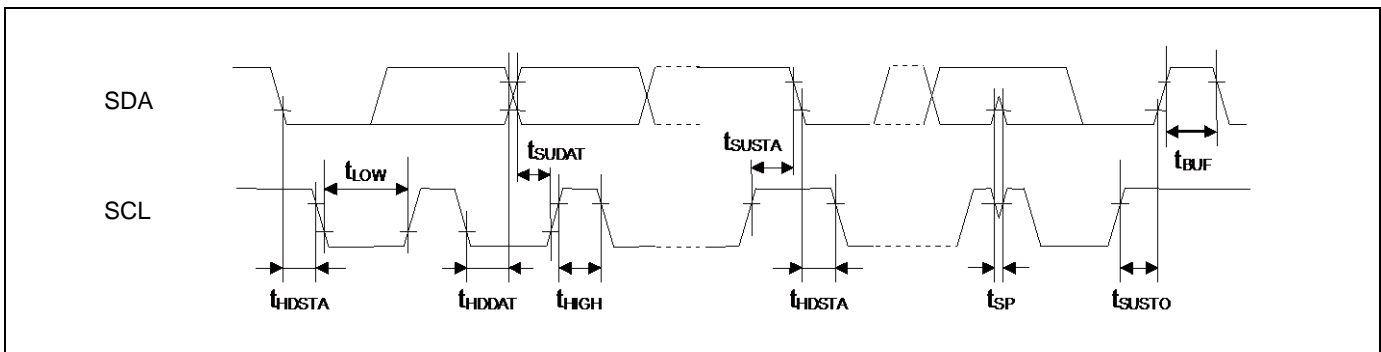 SDA
tSUDAT
tSUSTA
tLOW
tBUF
SCL
tHDSTA
tHDDAT
tHIGH
tHDSTA
tSP
tSUSTO